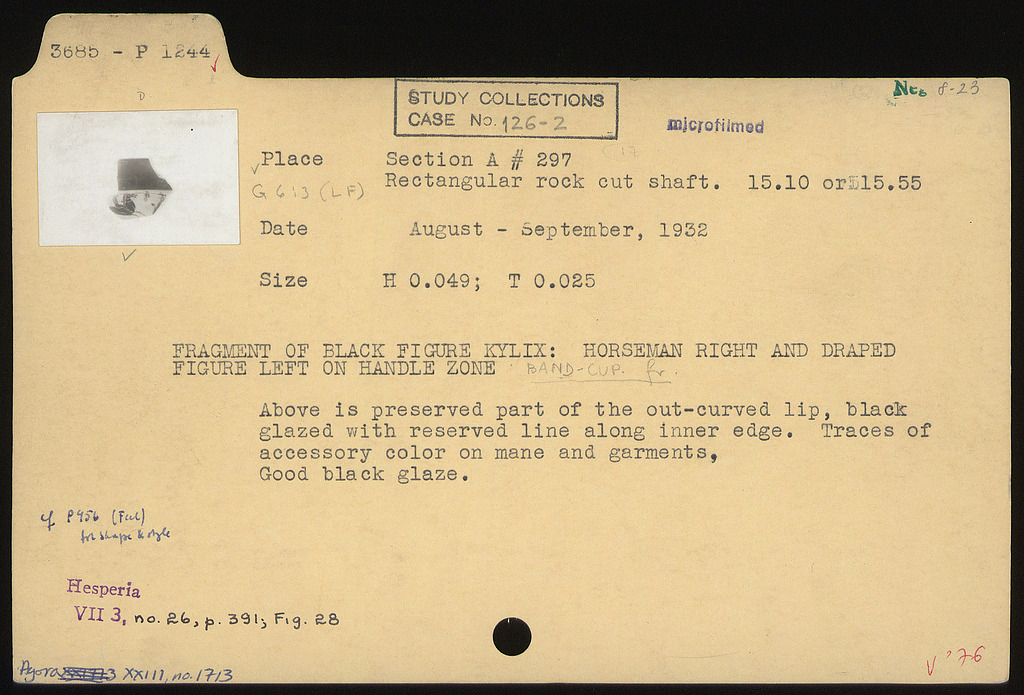 3685 - P 1244
D
STUDY COLLECTIONS
CASE No. 126-2
microfilmed
Neg 8-23
Place Section A # 297
G 613 (LF) Rectangular rock cut shaft. 15.10 or 15.55
Date August - September, 1932
Size H 0.049; T 0.025
FRAGMENT OF BLACK FIGURE KYLIX: HORSEMAN RIGHT AND DRAPED
FIGURE LEFT ON HANDLE ZONE BAND-CUP. fr.
Above is preserved part of the out-curved lip, black
glazed with reserved line along inner edge. Traces of
accessory color on mane and garments,
Good black glaze.
cf P456
for shape & style
Hesperia
VII 3, no. 26, p. 391; Fig. 28
Agora XXIII, no. 1713
V '76